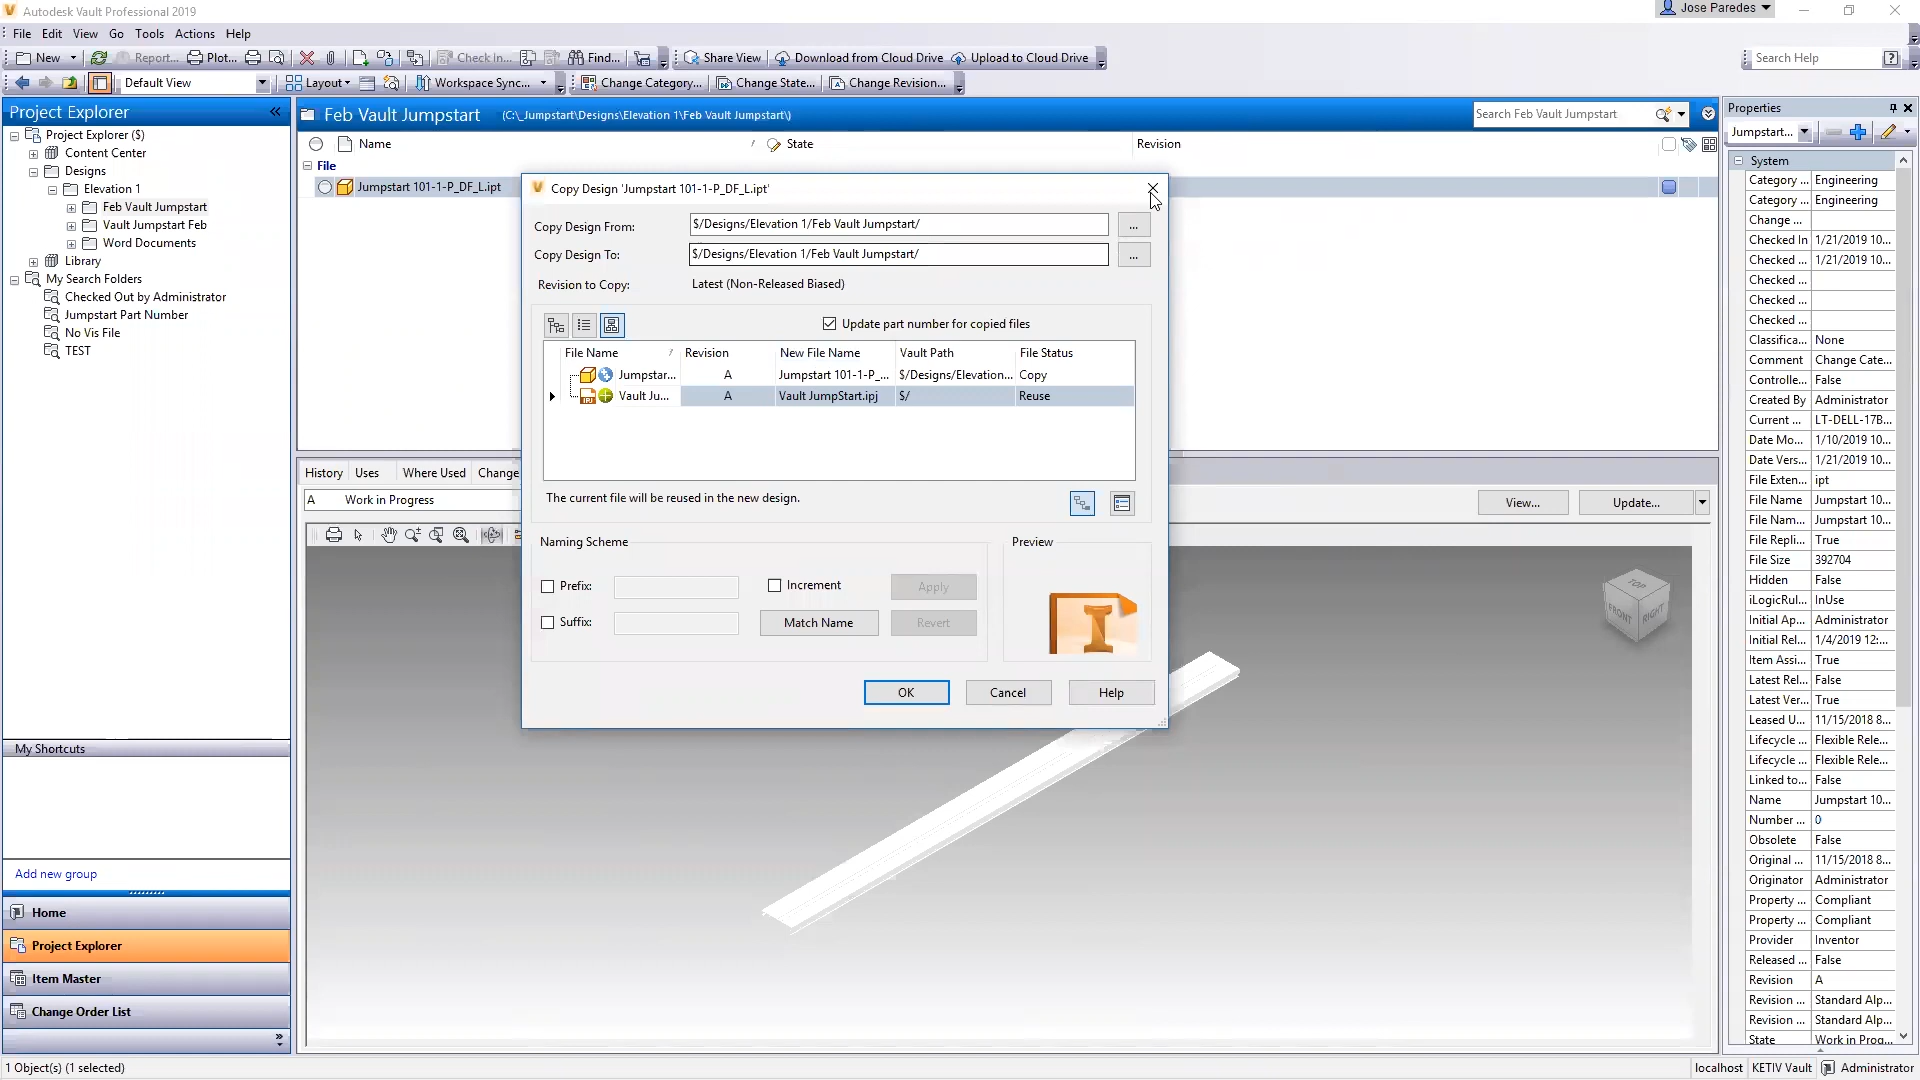 Autodesk Vault Professional 2019
Jose Paredes
File Edit View Go Tools Actions Help
New Report... Plot... Check In... Find... Share View Download from Cloud Drive Upload to Cloud Drive Search Help
Default View Layout Workspace Sync... Change Category... Change State... Change Revision...
Project Explorer
Project Explorer ($)
Content Center
Designs
Elevation 1
Feb Vault Jumpstart
Vault Jumpstart Feb
Word Documents
Library
My Search Folders
Checked Out by Administrator
Jumpstart Part Number
No Vis File
TEST
My Shortcuts
Add new group
Home
Project Explorer
Item Master
Change Order List
Feb Vault Jumpstart (C:\_Jumpstart\Designs\Elevation 1\Feb Vault Jumpstart\)
Search Feb Vault Jumpstart
Name / State Revision
File
Jumpstart 101-1-P_DF_L.ipt
Copy Design 'Jumpstart 101-1-P_DF_L.ipt'
Copy Design From: $/Designs/Elevation 1/Feb Vault Jumpstart/ ...
Copy Design To: $/Designs/Elevation 1/Feb Vault Jumpstart/ ...
Revision to Copy: Latest (Non-Released Biased)
Update part number for copied files
File Name / Revision New File Name Vault Path File Status
Jumpstar... A Jumpstart 101-1-P_... $/Designs/Elevation... Copy
Vault Ju... A Vault JumpStart.ipj $/ Reuse
The current file will be reused in the new design.
Naming Scheme
Prefix: Increment Apply
Suffix: Match Name Revert
Preview
OK Cancel Help
History Uses Where Used Change
A Work in Progress
View... Update...
TOP
FRONT RIGHT
Properties
Jumpstart...
System
Category ... Engineering
Category ... Engineering
Change ...
Checked In 1/21/2019 10...
Checked ... 1/21/2019 10...
Checked ...
Checked ...
Checked ...
Classifica... None
Comment Change Cate...
Controlle... False
Created By Administrator
Current ... LT-DELL-17B...
Date Mo... 1/10/2019 10...
Date Vers... 1/21/2019 10...
File Exten... ipt
File Name Jumpstart 10...
File Nam... Jumpstart 10...
File Repli... True
File Size 392704
Hidden False
iLogicRul... InUse
Initial Ap... Administrator
Initial Rel... 1/4/2019 12:...
Item Assi... True
Latest Rel... False
Latest Ver... True
Leased U... 11/15/2018 8...
Lifecycle ... Flexible Rele...
Lifecycle ... Flexible Rele...
Linked to... False
Name Jumpstart 10...
Number ... 0
Obsolete False
Original ... 11/15/2018 8...
Originator Administrator
Property ... Compliant
Property ... Compliant
Provider Inventor
Released ... False
Revision A
Revision ... Standard Alp...
Revision ... Standard Alp...
State Work in Prog...
1 Object(s) (1 selected)
localhost KETIV Vault Administrator